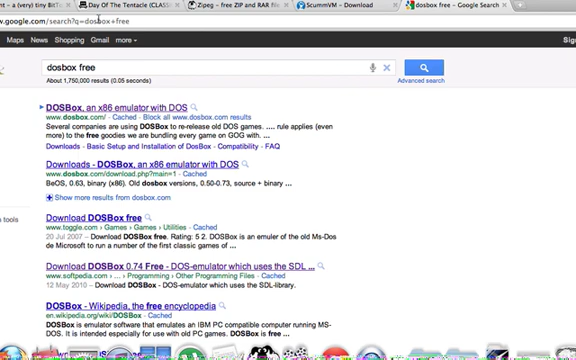 nt - a (very) tiny BitTo
Day Of The Tentacle (CLASS
Zipeg - free ZIP and RAR fi
ScummVM - Download
dosbox free - Google Search
w.google.com/search?q=dosbox+free
Maps News Orkut Translate Books Gmail more
Sign
dosbox free
About 1,750,000 results (0.05 seconds)
Advanced search
DOSBox, an x86 emulator with DOS
www.dosbox.com/ - Cached - Block all www.dosbox.com results
Several companies are using DOSBox to re-release old DOS games. .... rule applies (even
more) to the free goodies we are bundling every game on GOG with. ...
Downloads - Basic Setup and Installation of DosBox - Compatibility - FAQ
Downloads - DOSBox, an x86 emulator with DOS
www.dosbox.com/download.php?main=1 - Cached
BeOS, 0.63, binary (x86). Old dosbox versions, 0.50-0.73, source + binary ...
Show more results from dosbox.com
n tools
Download DOSBox free
www.toggle.com › Games › Games › Utilities - Cached
20 Jul 2007 – Download DOSBox free. Rating: 5 2. DOSBox is an emuler of the old Ms-Dos
de Microsoft to run a number of the first classic games of ...
Download DOSBox 0.74 Free - DOS-emulator which uses the SDL ...
www.softpedia.com › ... › Programming › Other Programming Files - Cached
12 May 2010 – Download DOSBox - DOS-emulator which uses the SDL-library.
DOSBox - Wikipedia, the free encyclopedia
en.wikipedia.org/wiki/DOSBox - Cached
DOSBox is emulator software that emulates an IBM PC compatible computer running MS-
DOS. It is intended especially for use with old PC games. DOSBox is free ...